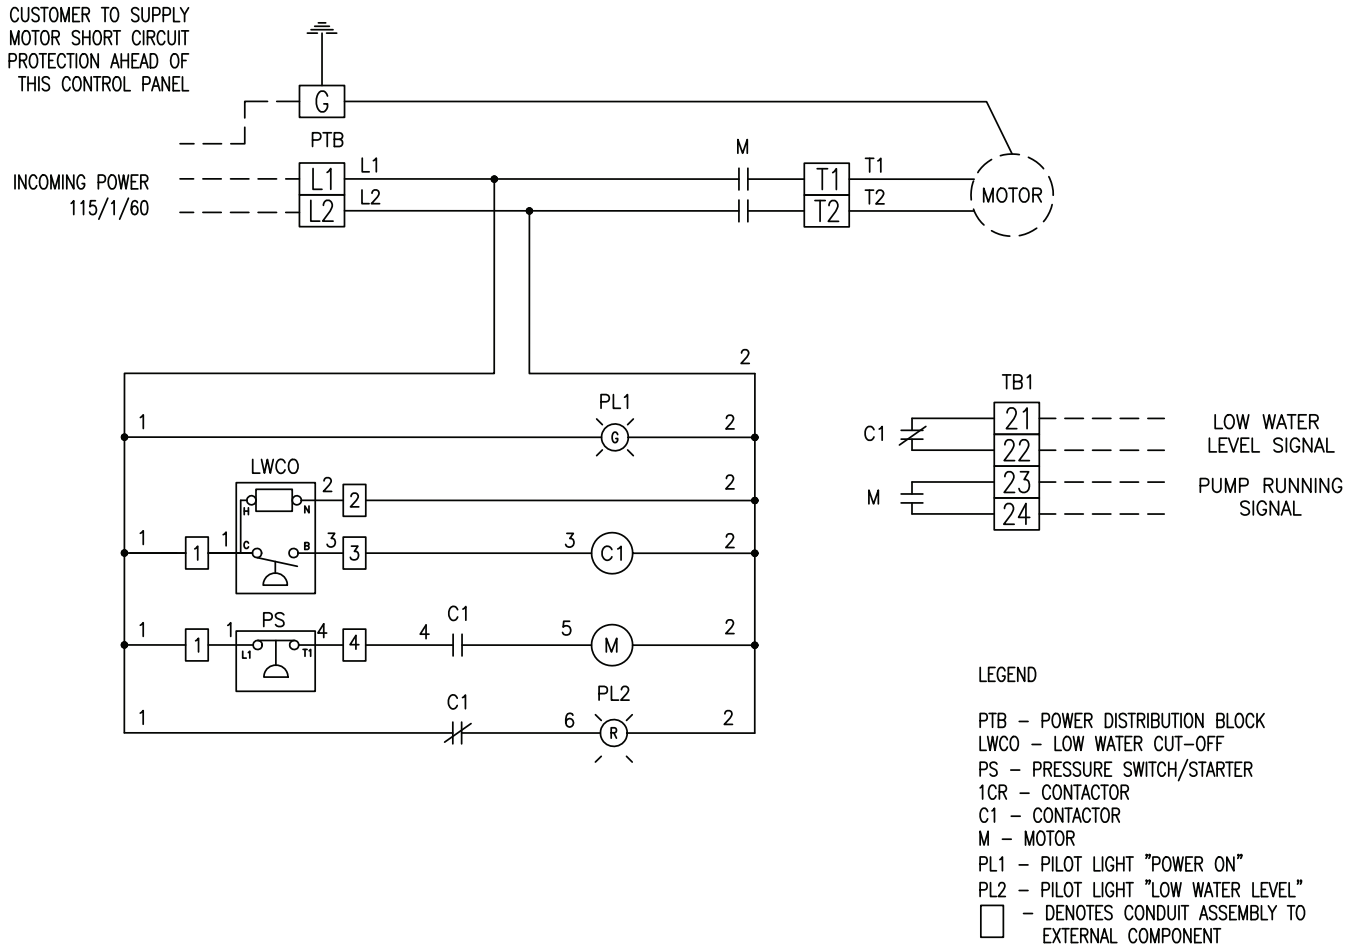 CUSTOMER TO SUPPLY
MOTOR SHORT CIRCUIT
PROTECTION AHEAD OF
THIS CONTROL PANEL
G
PTB
INCOMING POWER
115/1/60
L1
L1
L2
L2
M
T1
T1
T2
T2
MOTOR
2
PL1
1
G
2
LWCO
H
N
2
2
2
1
1
1
C
B
3
3
3
C1
2
PS
1
1
1
L1
T1
4
4
4
C1
5
M
2
1
C1
6
PL2
R
2
TB1
C1
21
22
LOW WATER
LEVEL SIGNAL
M
23
24
PUMP RUNNING
SIGNAL
LEGEND
PTB - POWER DISTRIBUTION BLOCK
LWCO - LOW WATER CUT-OFF
PS - PRESSURE SWITCH/STARTER
1CR - CONTACTOR
C1 - CONTACTOR
M - MOTOR
PL1 - PILOT LIGHT "POWER ON"
PL2 - PILOT LIGHT "LOW WATER LEVEL"
- DENOTES CONDUIT ASSEMBLY TO
EXTERNAL COMPONENT